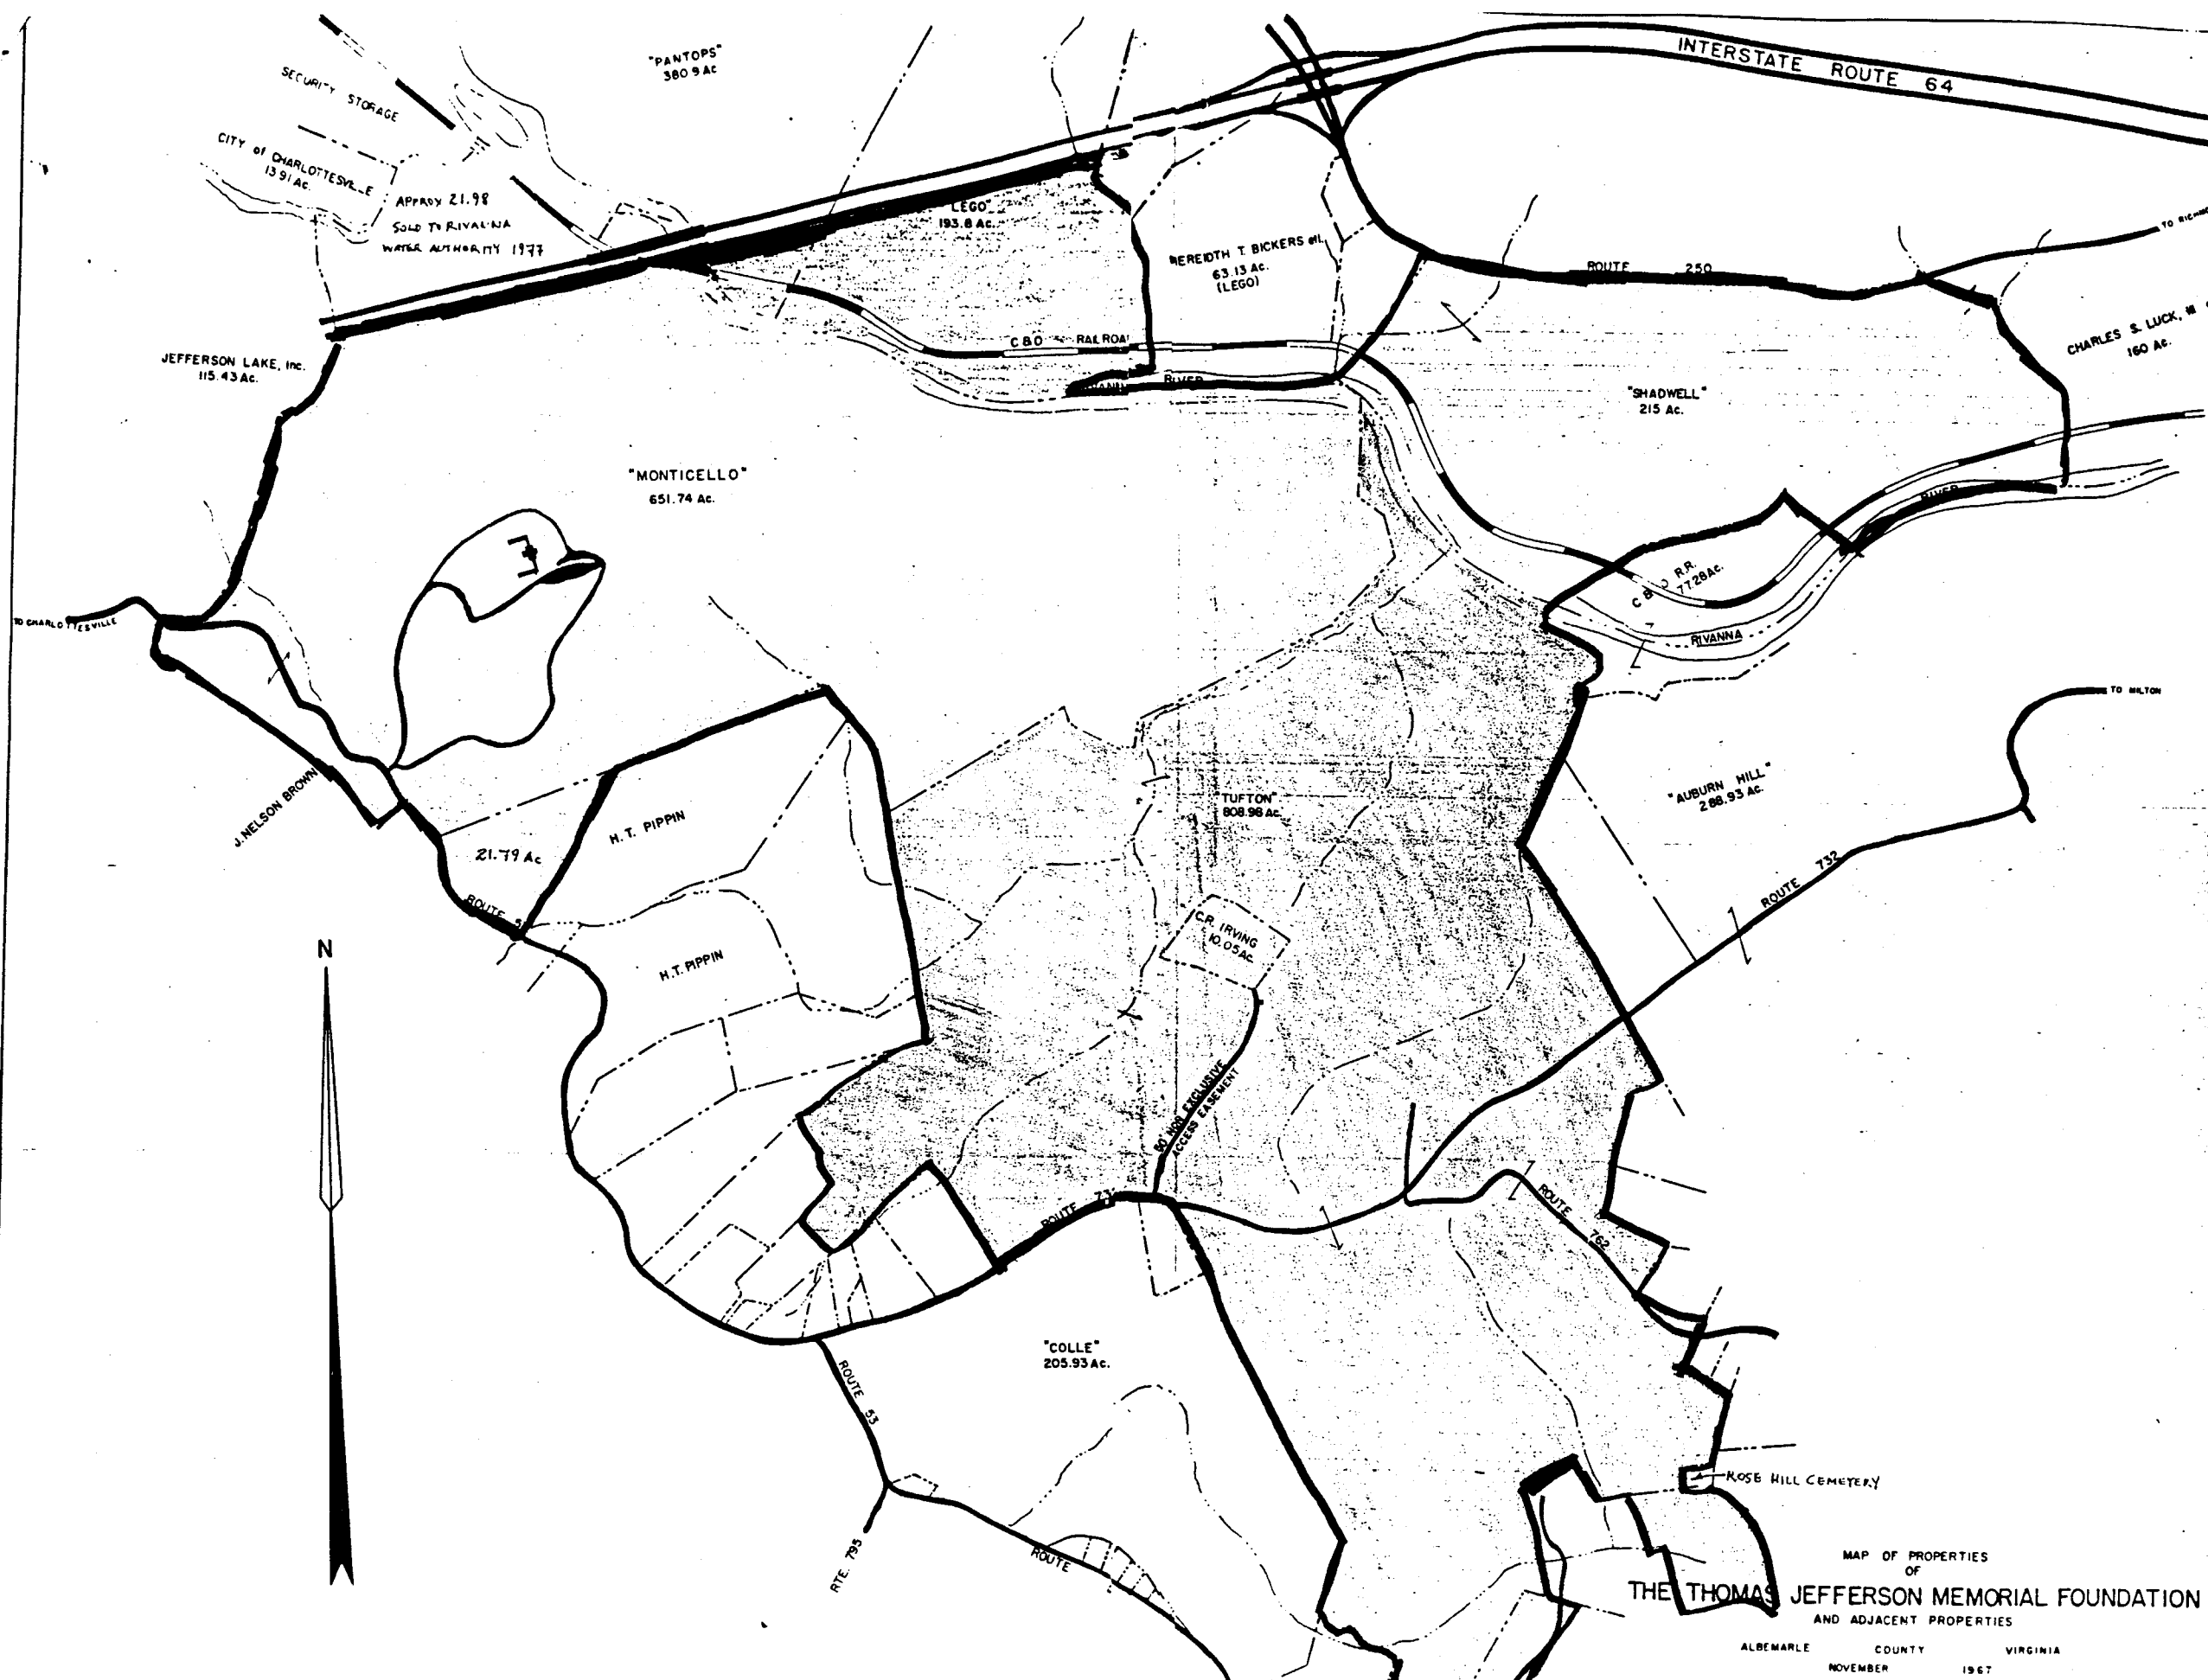 "PANTOPS"
380.9 Ac
INTERSTATE ROUTE 64
SECURITY STORAGE
CITY of CHARLOTTESVILLE
13.91 Ac.
APPROX 21.98
SOLD TO RIVANNA
WATER AUTHORITY 1977
"LEGO"
193.8 Ac.
MEREIDTH T. BICKERS
63.13 Ac.
(LEGO)
ROUTE 250
CHARLES S. LUCK, III
160 Ac.
C & O RAILROAD
RIVER
JEFFERSON LAKE, Inc.
115.43 Ac.
"SHADWELL"
215 Ac.
"MONTICELLO"
651.74 Ac.
RIVER
C & O R.R.
77.28 Ac.
RIVANNA
TO CHARLOTTESVILLE
TO MILTON
J. NELSON BROWN
H. T. PIPPIN
21.79 Ac
"TUFTON"
808.98 Ac.
"AUBURN HILL"
288.93 Ac.
ROUTE 732
ROUTE
C.R. IRVING
10.05 Ac.
N
H. T. PIPPIN
50' NON EXCLUSIVE
ACCESS EASEMENT
ROUTE
ROUTE 762
"COLLE"
205.93 Ac.
ROUTE 53
ROSE HILL CEMETERY
RTE. 795
ROUTE
MAP OF PROPERTIES
OF
THE THOMAS JEFFERSON MEMORIAL FOUNDATION
AND ADJACENT PROPERTIES
ALBEMARLE COUNTY VIRGINIA
NOVEMBER 1967